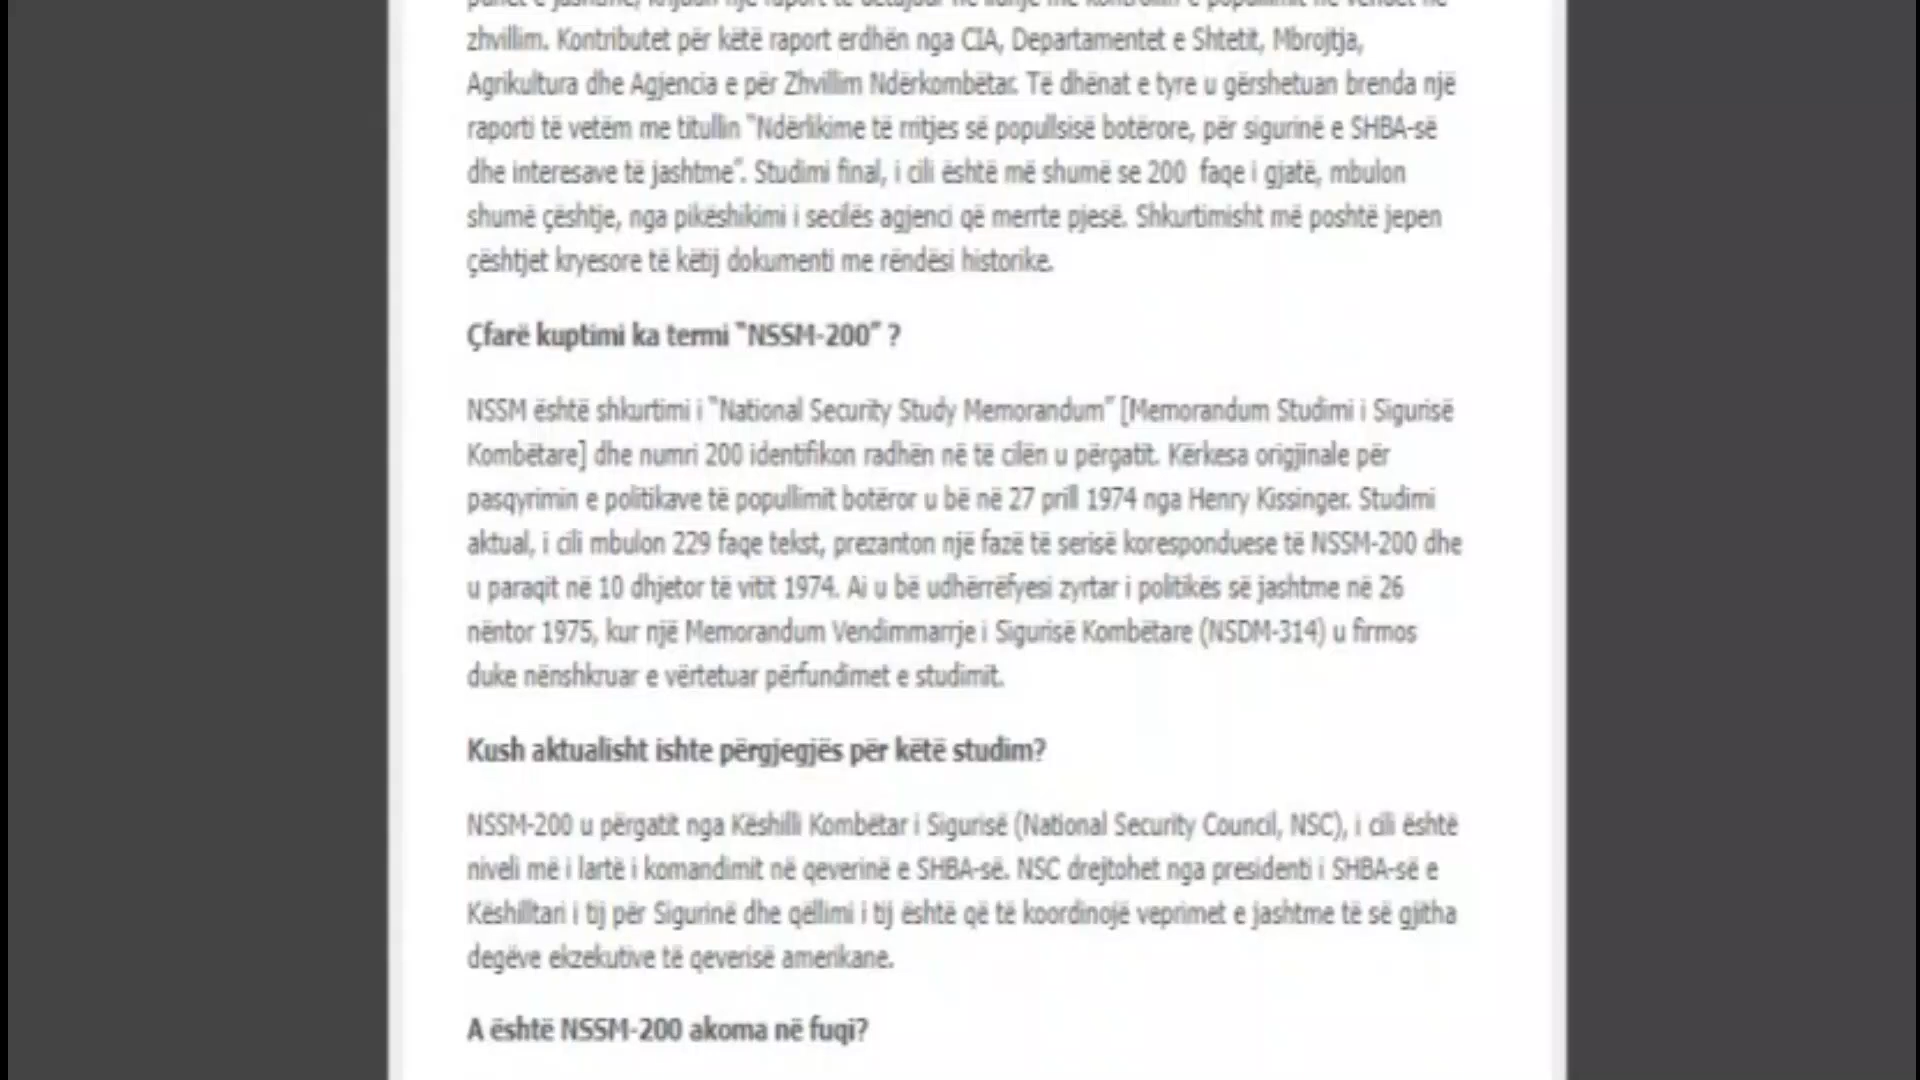 zhvillim. Kontributet për këtë raport erdhën nga CIA, Departamentet e Shtetit, Mbrojtja,
Agrikultura dhe Agjencia e për Zhvillim Ndërkombëtar. Të dhënat e tyre u gërshetuan brenda një
raporti të vetëm me titullin “Ndërlikime të rritjes së popullsisë botërore, për sigurinë e SHBA-së
dhe interesave të jashtme”. Studimi final, i cili është më shumë se 200 faqe i gjatë, mbulon
shumë çështje, nga pikëshikimi i secilës agjenci që merrte pjesë. Shkurtimisht më poshtë jepen
çështjet kryesore të këtij dokumenti me rëndësi historike.
Çfarë kuptimi ka termi “NSSM-200” ?
NSSM është shkurtimi i “National Security Study Memorandum” [Memorandum Studimi i Sigurisë
Kombëtare] dhe numri 200 identifikon radhën në të cilën u përgatit. Kërkesa origjinale për
pasqyrimin e politikave të popullimit botëror u bë në 27 prill 1974 nga Henry Kissinger. Studimi
aktual, i cili mbulon 229 faqe tekst, prezanton një fazë të serisë koresponduese të NSSM-200 dhe
u paraqit në 10 dhjetor të vitit 1974. Ai u bë udhërrëfyesi zyrtar i politikës së jashtme në 26
nëntor 1975, kur një Memorandum Vendimmarrje i Sigurisë Kombëtare (NSDM-314) u firmos
duke nënshkruar e vërtetuar përfundimet e studimit.
Kush aktualisht ishte përgjegjës për këtë studim?
NSSM-200 u përgatit nga Këshilli Kombëtar i Sigurisë (National Security Council, NSC), i cili është
niveli më i lartë i komandimit në qeverinë e SHBA-së. NSC drejtohet nga presidenti i SHBA-së e
Këshilltari i tij për Sigurinë dhe qëllimi i tij është që të koordinojë veprimet e jashtme të së gjitha
degëve ekzekutive të qeverisë amerikane.
A është NSSM-200 akoma në fuqi?